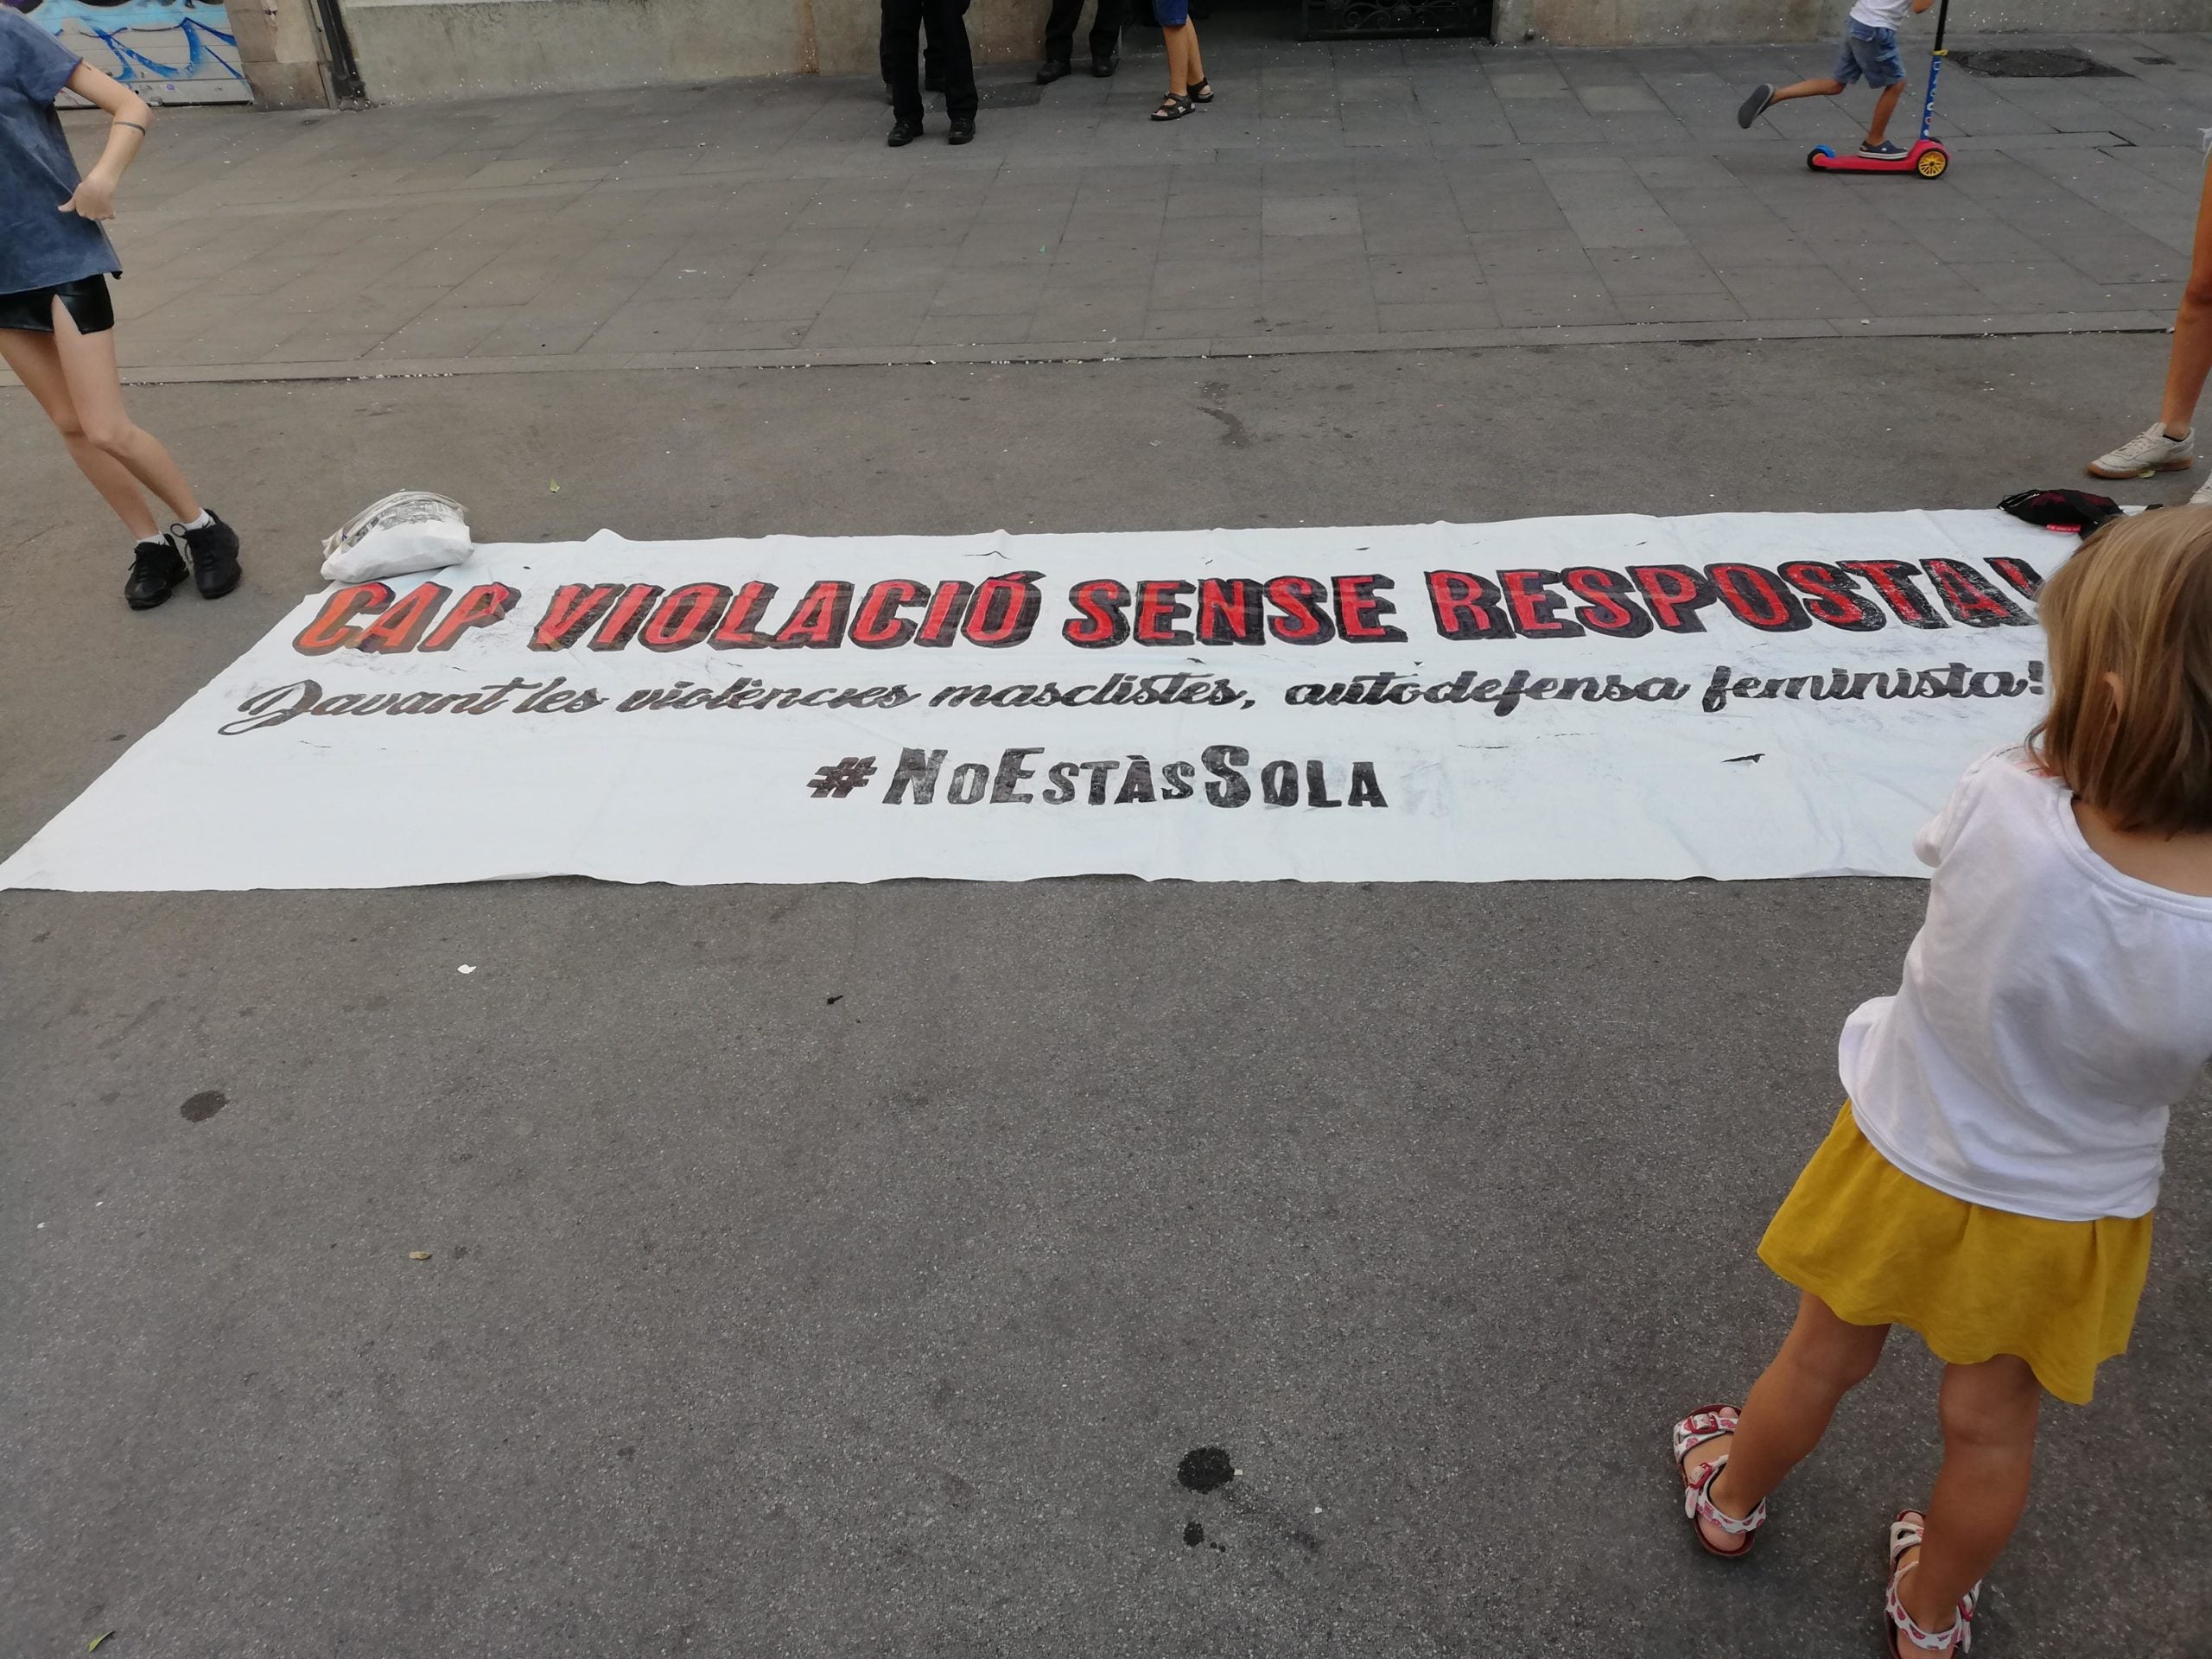 CAP VIOLACIÓ SENSE RESPOSTA!
Davant les violències masclistes, autodefensa feminista!
#NoEstàsSola